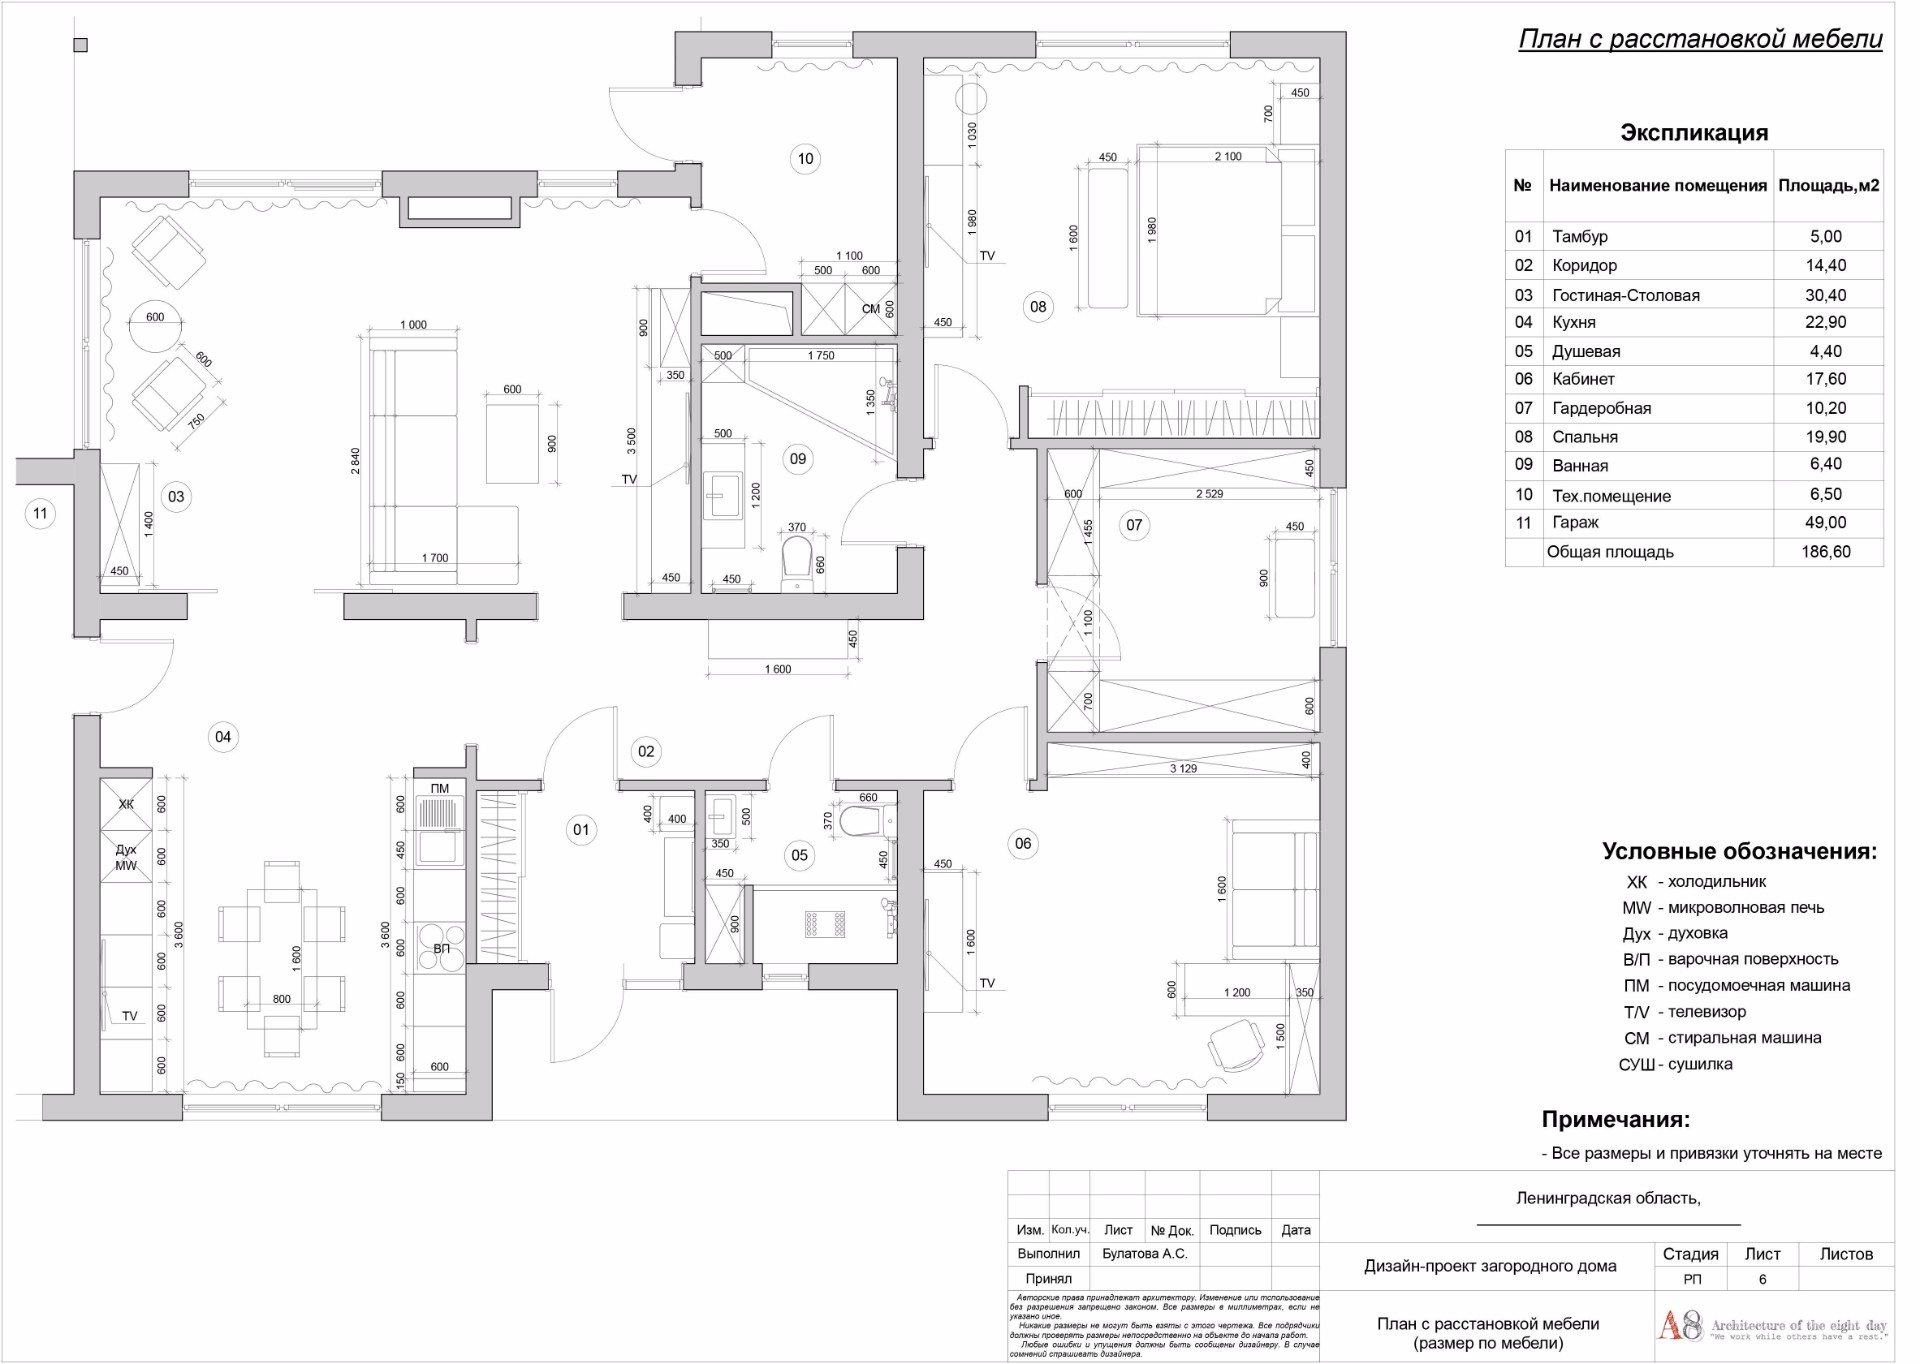 План с расстановкой мебели
Экспликация
№ Наименование помещения Площадь,м2
01 Тамбур 5,00
02 Коридор 14,40
03 Гостиная-Столовая 30,40
04 Кухня 22,90
05 Душевая 4,40
06 Кабинет 17,60
07 Гардеробная 10,20
08 Спальня 19,90
09 Ванная 6,40
10 Тех.помещение 6,50
11 Гараж 49,00
Общая площадь 186,60
10
1 100
500 600
СМ
600
450
700
1 030
450
2 100
1 980
1 600
1 980
TV
08
450
600
600
750
1 000
2 840
600
900
1 700
03
1 400
450
11
900
350
3 500
TV
450
500
1 750
1 350
500
09
1 200
370
660
450
450
1 600
600
2 529
450
07
1 455
450
900
1 100
700
600
04
02
ХК
Дух
MW
TV
600
600
600
600
600
600
3 600
1 600
800
3 600
600
450
600
600
600
600
150
ПМ
ВП
600
01
400
400
500
350
660
370
05
450
450
900
3 129
400
06
450
1 600
TV
1 600
600
1 200
350
1 500
Условные обозначения:
ХК - холодильник
MW - микроволновая печь
Дух - духовка
В/П - варочная поверхность
ПМ - посудомоечная машина
T/V - телевизор
СМ - стиральная машина
СУШ - сушилка
Примечания:
- Все размеры и привязки уточнять на месте
Ленинградская область,
Изм. Кол.уч. Лист № Док. Подпись Дата
Выполнил Булатова А.С.
Принял
Дизайн-проект загородного дома
Стадия Лист Листов
РП 6
Авторские права принадлежат архитектору. Изменение или тспользование
без разрешения запрещено законом. Все размеры в миллиметрах, если не
указано иное.
Никакие размеры не могут быть взяты с этого чертежа. Все подрядчики
должны проверять размеры непосредственно на объекте до начала работ.
Любые ошибки и упущения должны быть сообщены дизайнеру. В случае
сомнений спрашивать дизайнера.
План с расстановкой мебели
(размер по мебели)
A8 Architecture of the eight day
"We work while others have a rest."